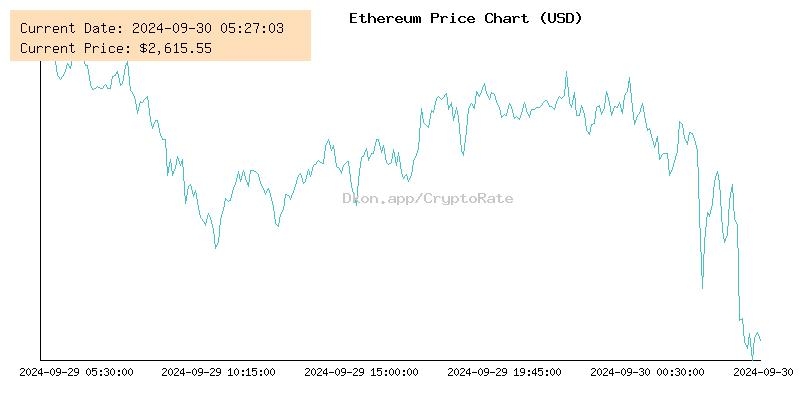 Ethereum Price Chart (USD)
Current Date: 2024-09-30 05:27:03
Current Price: $2,615.55
Dkon.app/CryptoRate
2024-09-29 05:30:00 2024-09-29 10:15:00 2024-09-29 15:00:00 2024-09-29 19:45:00 2024-09-30 00:30:00 2024-09-30